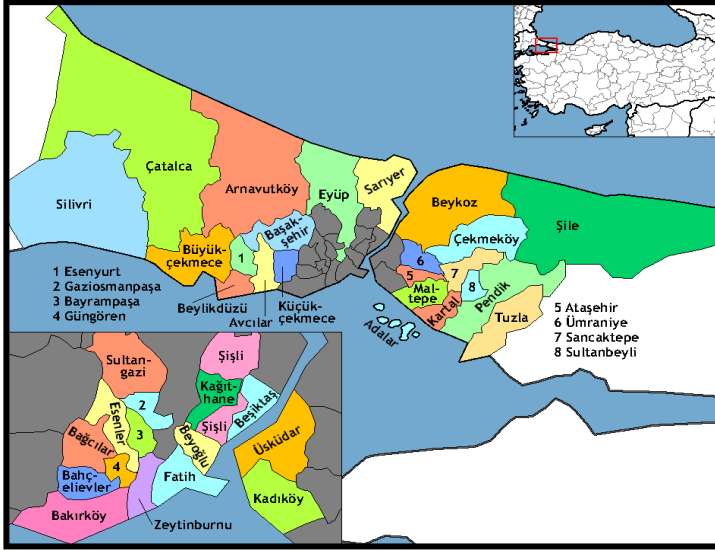 Silivri
Çatalca
Arnavutköy
Eyüp
Sarıyer
Beykoz
Şile
Büyük-
çekmece
1
Başak-
şehir
Çekmeköy
6
5
7
8
Mal-
tepe
Kartal
Pendik
Tuzla
Adalar
Beylikdüzü
Avcılar
Küçük-
çekmece
1 Esenyurt
2 Gaziosmanpaşa
3 Bayrampaşa
4 Güngören
5 Ataşehir
6 Ümraniye
7 Sancaktepe
8 Sultanbeyli
Sultan-
gazi
Şişli
Kağıt-
hane
Beşiktaş
Şişli
2
Esenler
3
Beyoğlu
Bağcılar
4
Bahç-
elievler
Fatih
Üsküdar
Kadıköy
Bakırköy
Zeytinburnu